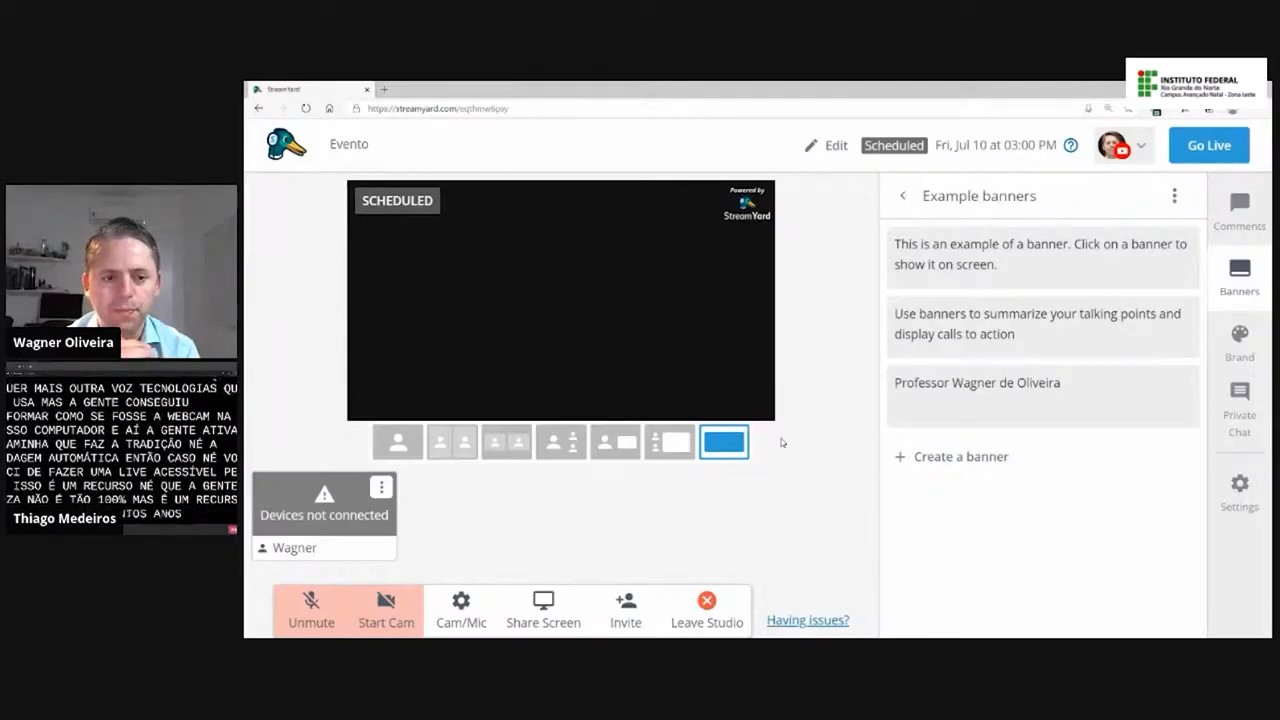 INSTITUTO FEDERAL
Rio Grande do Norte
Campus Avançado Natal - Zona Leste
StreamYard
https://streamyard.com/eqthmw6psy
Evento
Edit
Scheduled
Fri, Jul 10 at 03:00 PM
Go Live
SCHEDULED
Powered by
StreamYard
Example banners
This is an example of a banner. Click on a banner to
show it on screen.
Use banners to summarize your talking points and
display calls to action
Professor Wagner de Oliveira
+ Create a banner
Comments
Banners
Brand
Private
Chat
Settings
Wagner Oliveira
UER MAIS OUTRA VOZ TECNOLOGIAS QU
USA MAS A GENTE CONSEGUIU
FORMAR COMO SE FOSSE A WEBCAM NA
SSO COMPUTADOR E AÍ A GENTE ATIVA
AMINHA QUE FAZ A TRADIÇÃO NÉ A
DAGEM AUTOMÁTICA ENTÃO CASO NÉ VO
CI DE FAZER UMA LIVE ACESSÍVEL PE
ISSO É UM RECURSO NÉ QUE A GENTE
ZA NÃO É TÃO 100% MAS É UM RECURS
NTOS ANOS
Thiago Medeiros
Devices not connected
Wagner
Unmute
Start Cam
Cam/Mic
Share Screen
Invite
Leave Studio
Having issues?